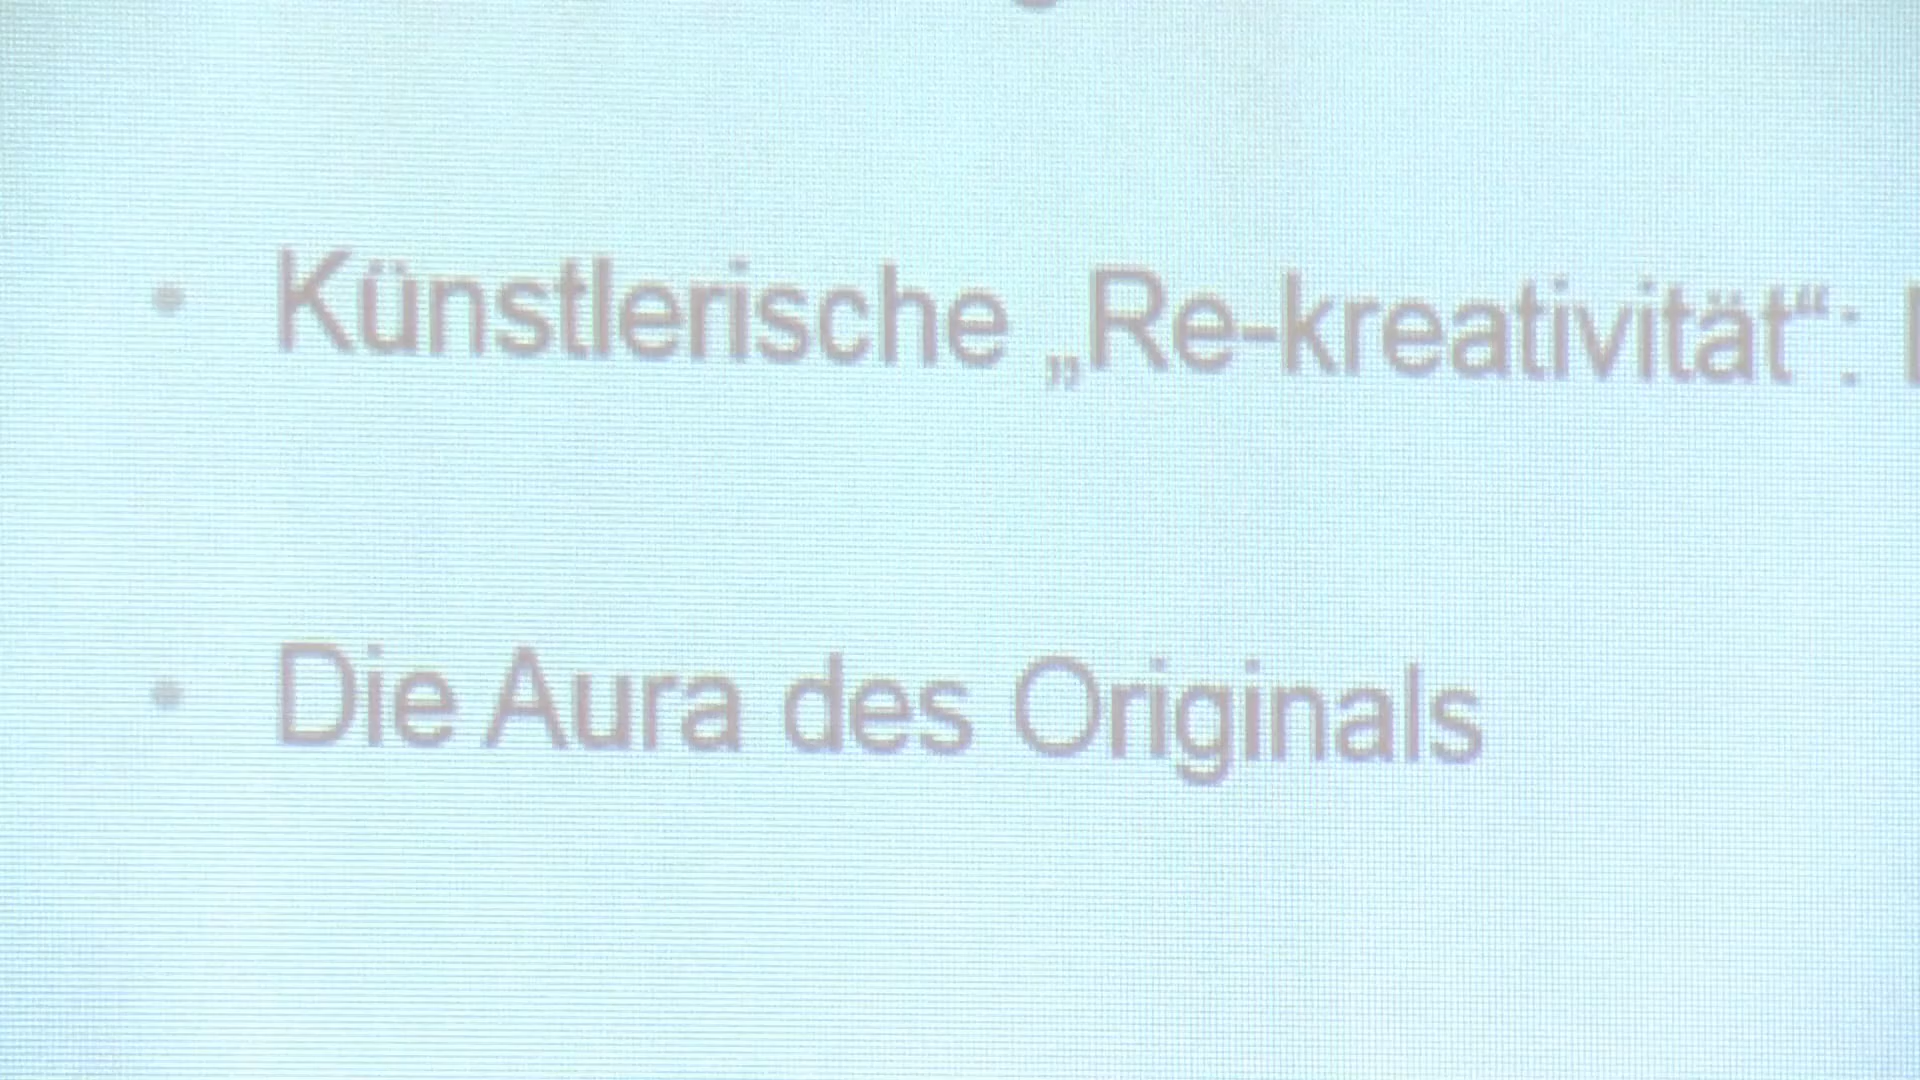 • Künstlerische „Re-kreativität“:
• Die Aura des Originals